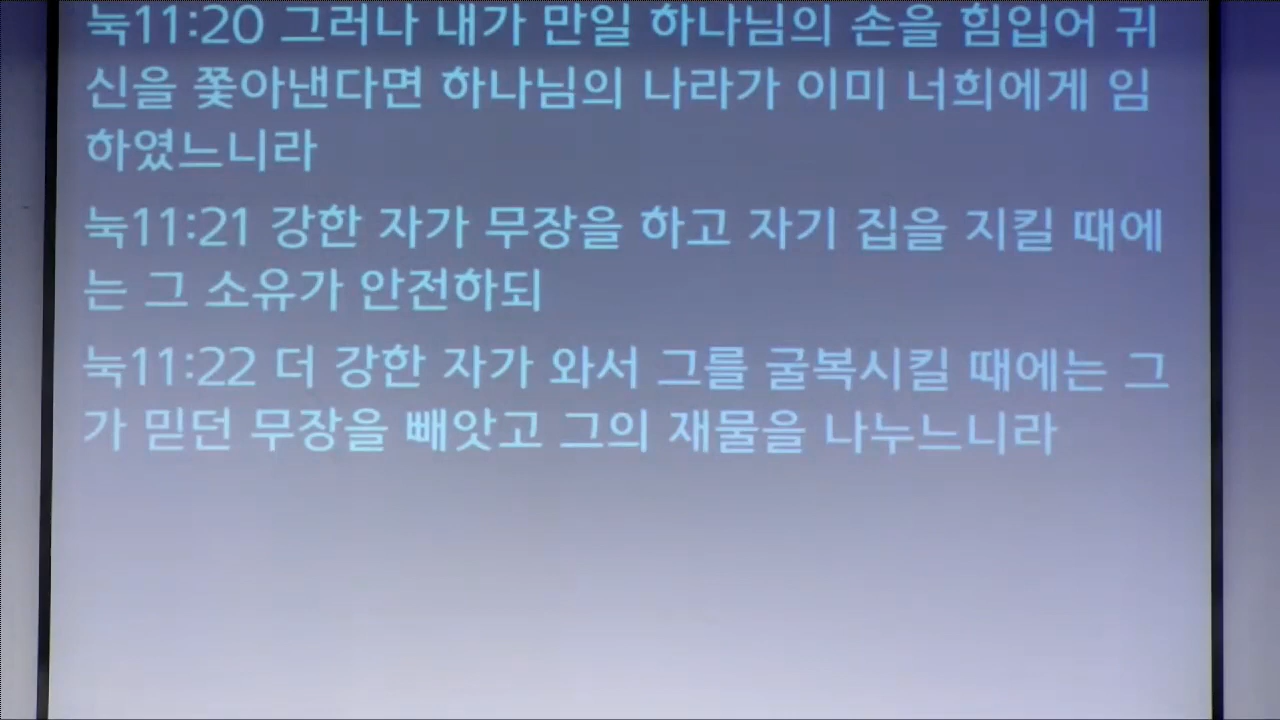 눅11:20 그러나 내가 만일 하나님의 손을 힘입어 귀
신을 쫓아낸다면 하나님의 나라가 이미 너희에게 임
하였느니라
눅11:21 강한 자가 무장을 하고 자기 집을 지킬 때에
는 그 소유가 안전하되
눅11:22 더 강한 자가 와서 그를 굴복시킬 때에는 그
가 믿던 무장을 빼앗고 그의 재물을 나누느니라